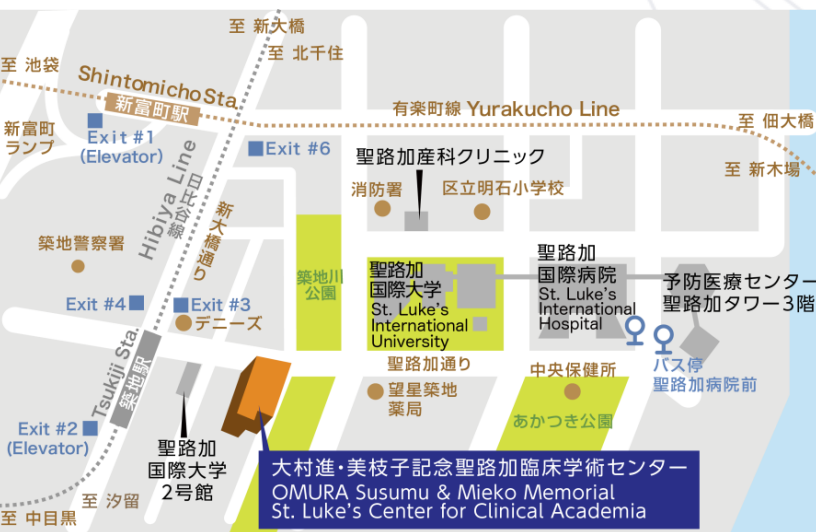 至 新大橋
至 北千住
至 池袋
Shintomicho Sta.
新富町駅
有楽町線 Yurakucho Line
至 佃大橋
新富町
ランプ
Exit #1
(Elevator)
Exit #6
聖路加産科クリニック
至 新木場
Hibiya Line
日比谷線
消防署
区立明石小学校
新大橋通り
築地警察署
築地川
公園
聖路加
国際大学
St. Luke's
International
University
聖路加
国際病院
St. Luke's
International
Hospital
予防医療センター
聖路加タワー3階
Exit #4
Exit #3
デニーズ
Tsukiji Sta.
築地駅
聖路加通り
中央保健所
バス停
聖路加病院前
望星築地
薬局
あかつき公園
Exit #2
(Elevator)
聖路加
国際大学
2号館
大村進・美枝子記念聖路加臨床学術センター
OMURA Susumu & Mieko Memorial
St. Luke's Center for Clinical Academia
至 汐留
至 中目黒